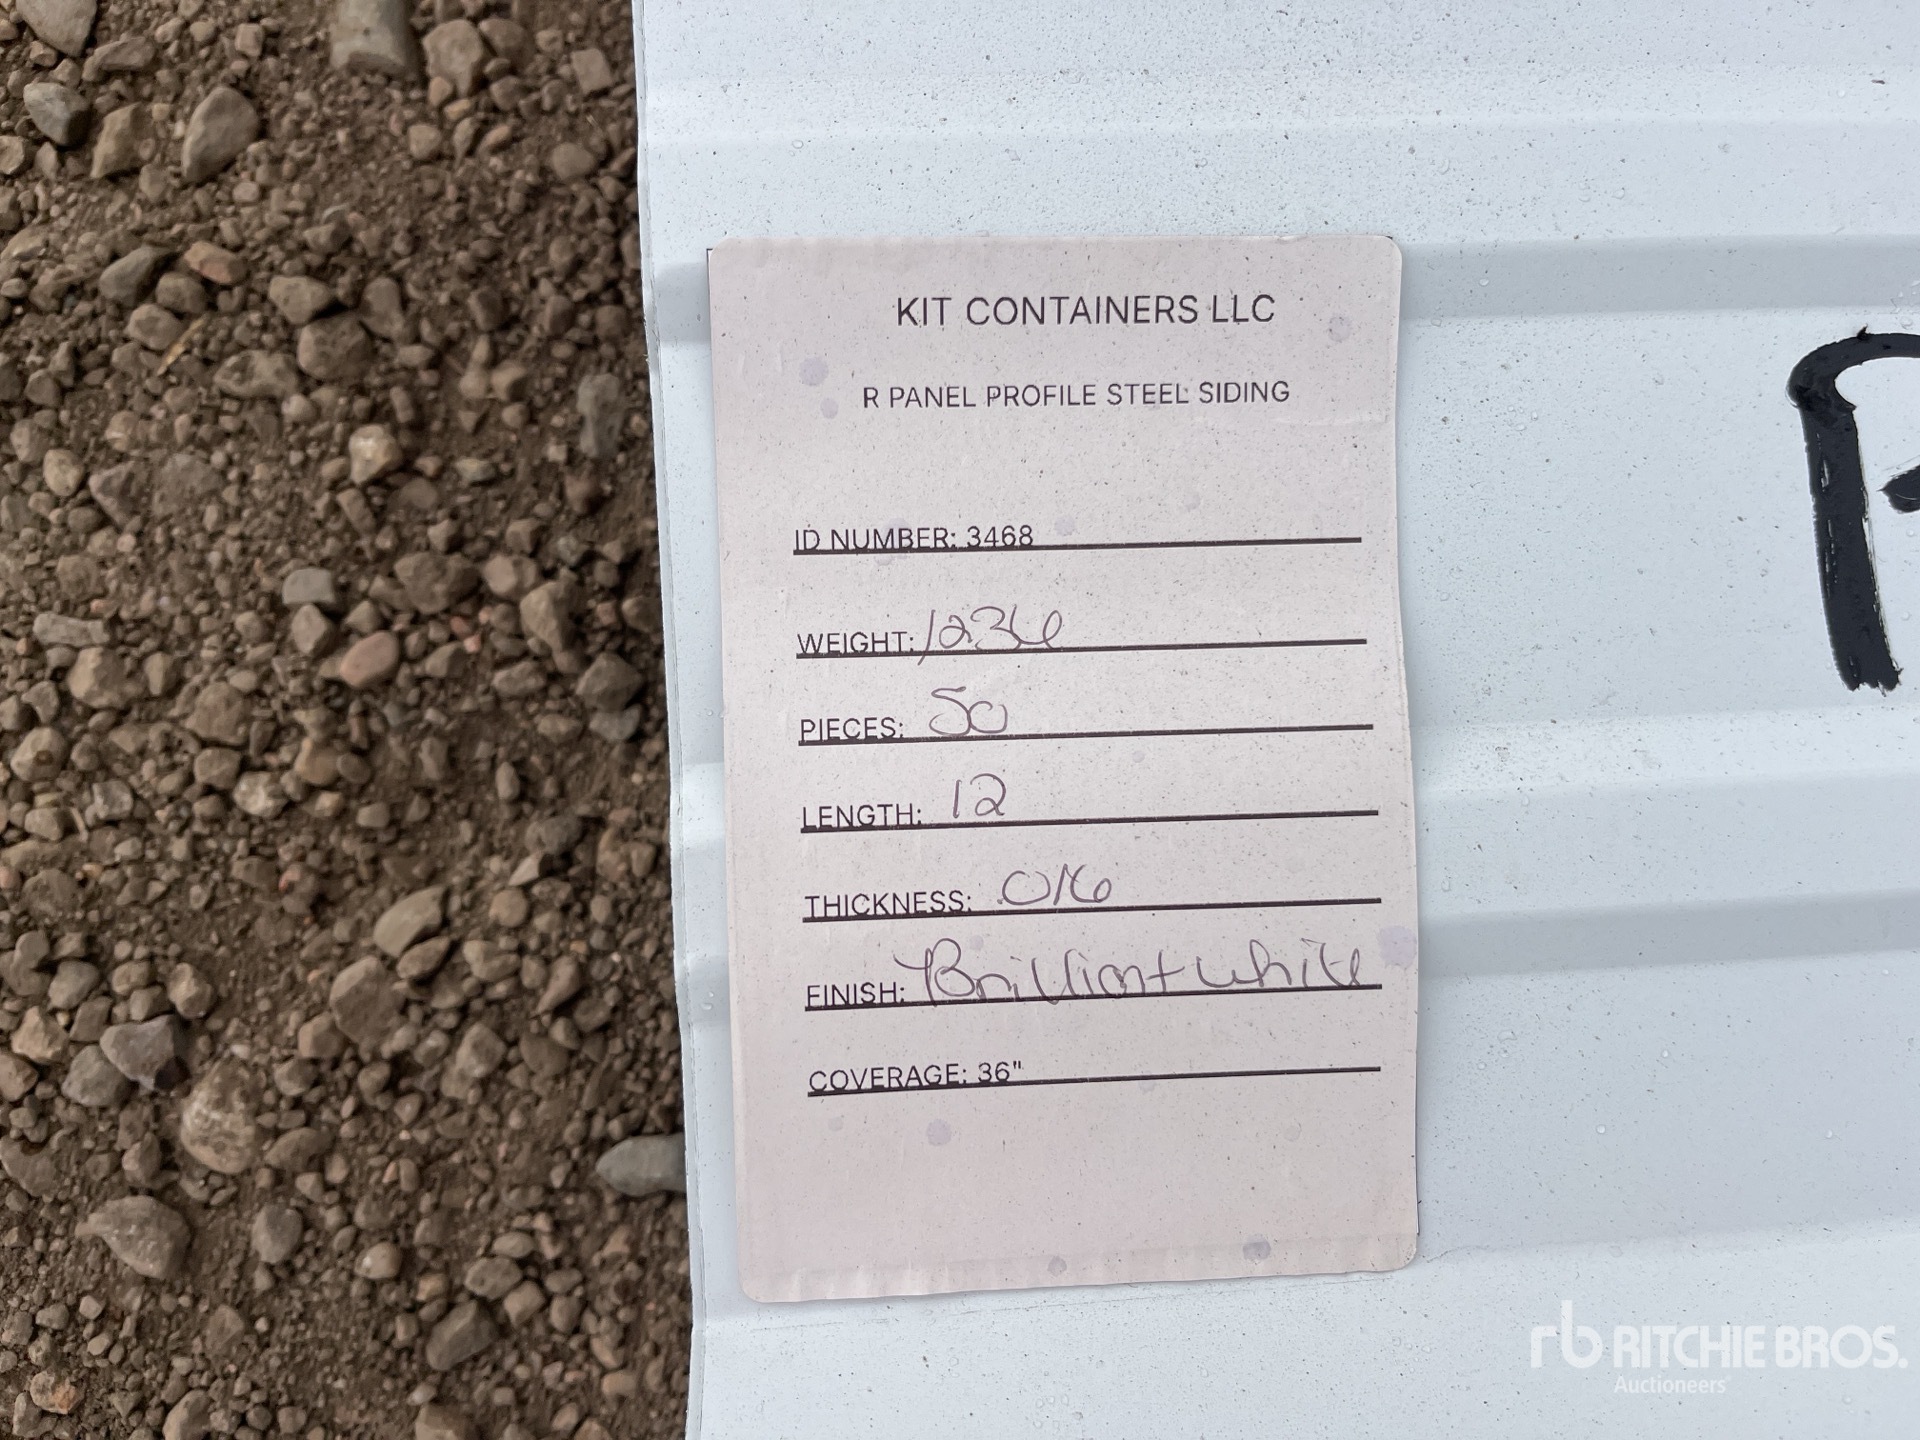 KIT CONTAINERS LLC
R PANEL PROFILE STEEL SIDING
ID NUMBER: 3468
WEIGHT: 1236
PIECES: 50
LENGTH: 12
THICKNESS: .016
FINISH: Brilliant white
COVERAGE: 36"
rb RITCHIE BROS.
Auctioneers